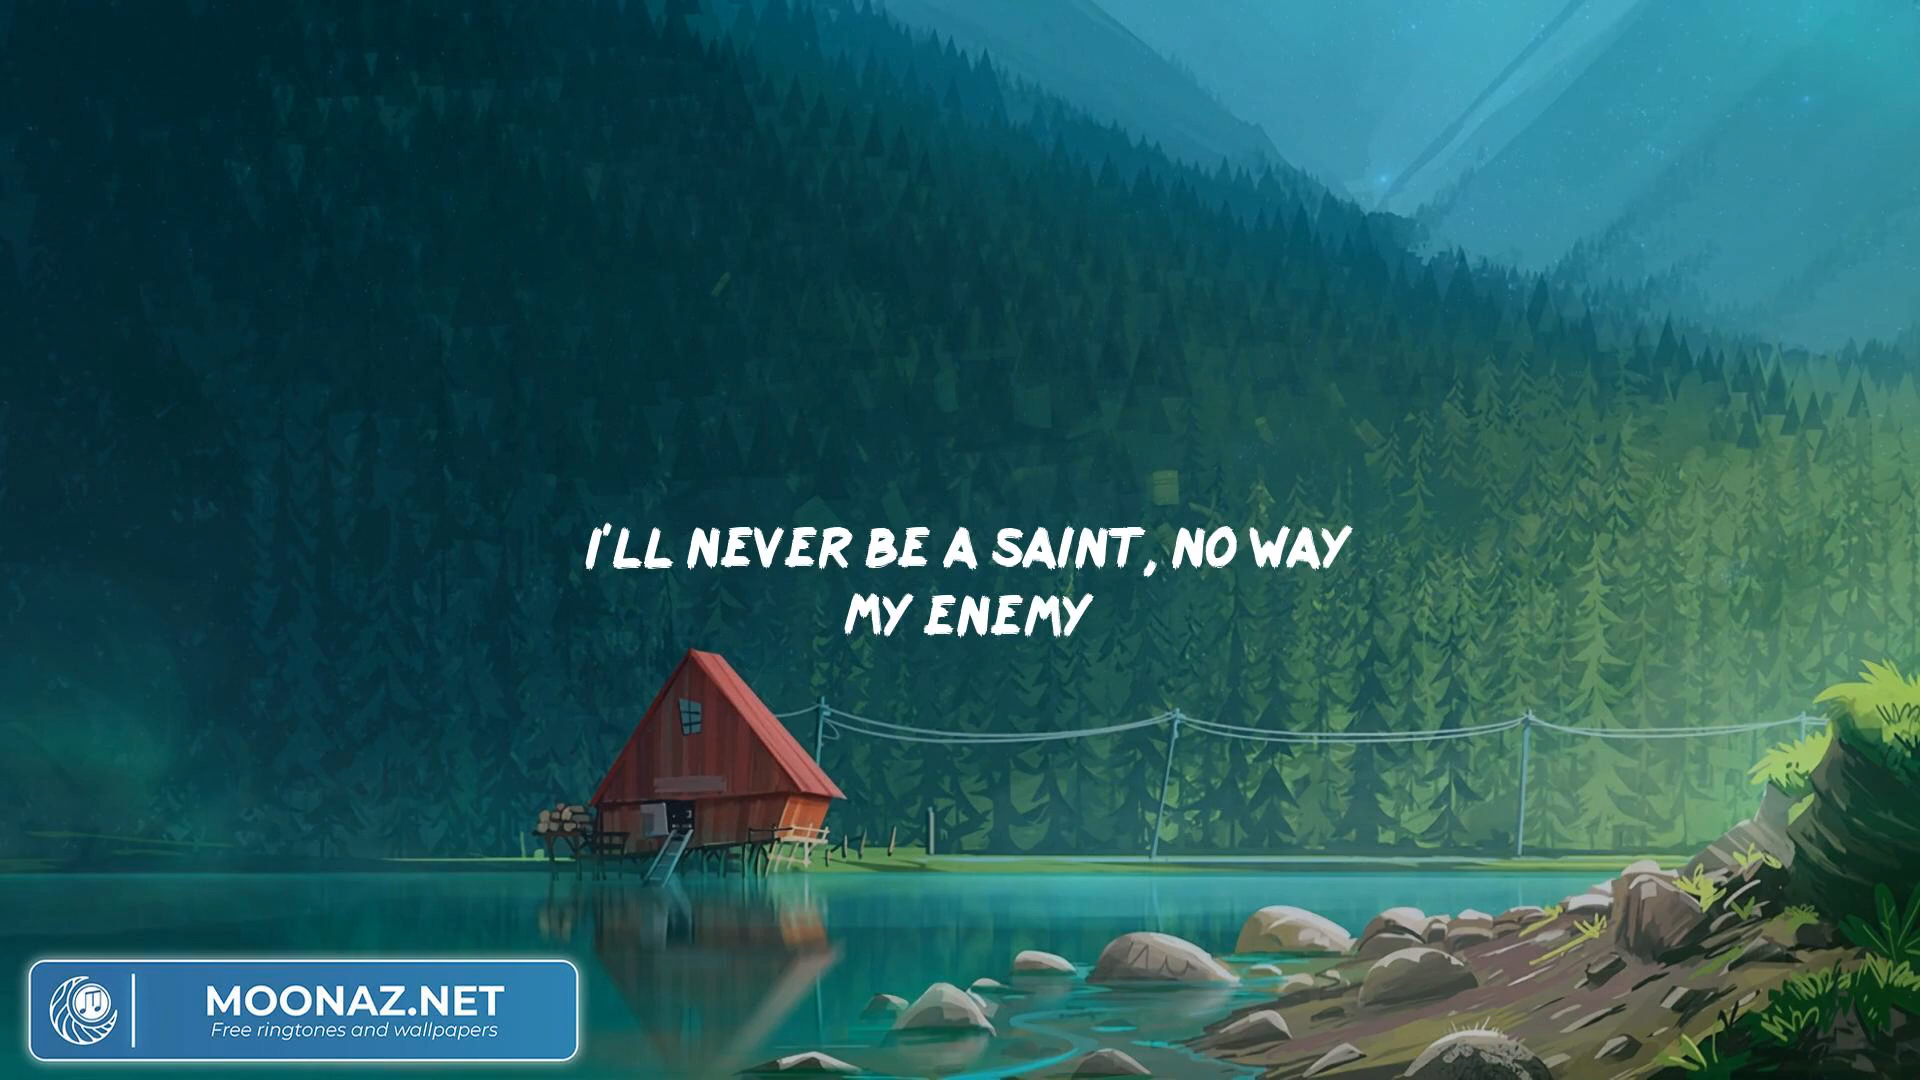 I'LL NEVER BE A SAINT, NO WAY
MY ENEMY
MOONAZ.NET
Free ringtones and wallpapers